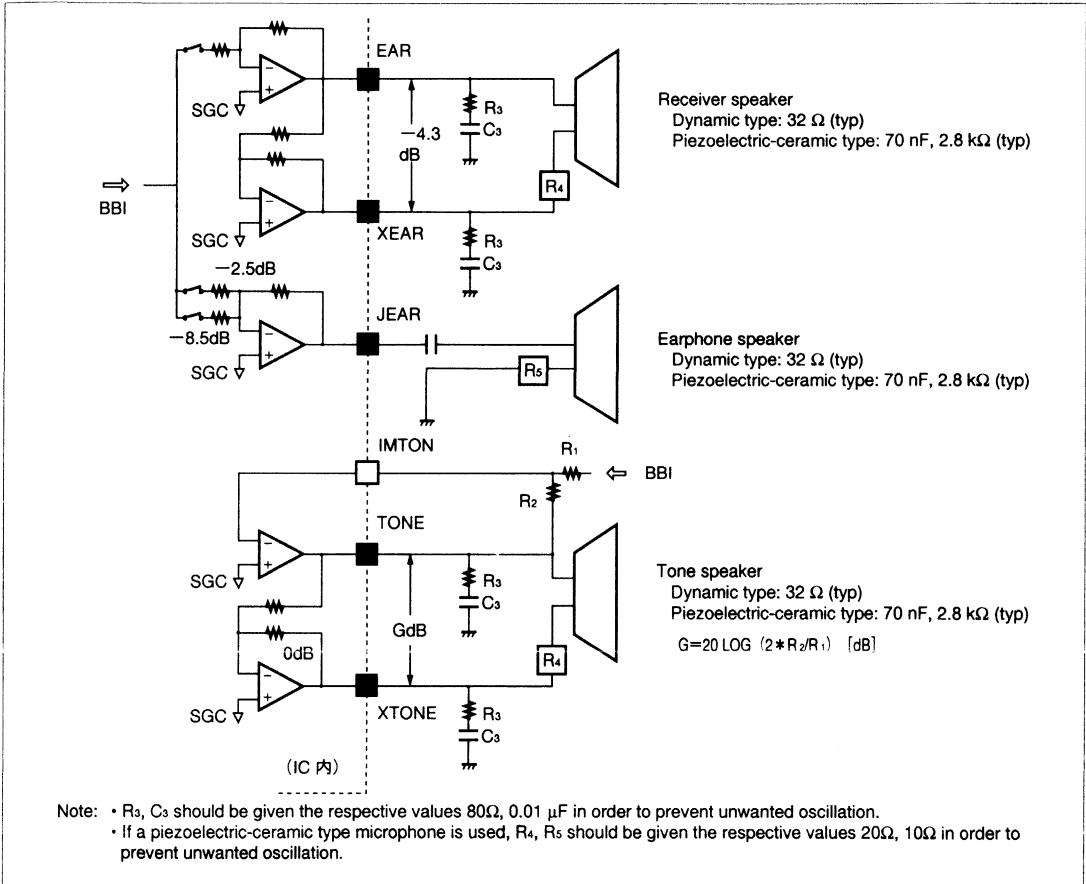 EAR
SGC
R3
C3
−4.3
dB
Receiver speaker
Dynamic type: 32 Ω (typ)
Piezoelectric-ceramic type: 70 nF, 2.8 kΩ (typ)
BBI
R4
SGC
XEAR
R3
C3
−2.5dB
−8.5dB
SGC
JEAR
R5
Earphone speaker
Dynamic type: 32 Ω (typ)
Piezoelectric-ceramic type: 70 nF, 2.8 kΩ (typ)
IMTON
R1
BBI
R2
TONE
SGC
R3
C3
GdB
0dB
Tone speaker
Dynamic type: 32 Ω (typ)
Piezoelectric-ceramic type: 70 nF, 2.8 kΩ (typ)
G=20 LOG (2*R2/R1) [dB]
R4
SGC
XTONE
R3
C3
(IC 内)
Note: • R3, C3 should be given the respective values 80Ω, 0.01 μF in order to prevent unwanted oscillation.
• If a piezoelectric-ceramic type microphone is used, R4, R5 should be given the respective values 20Ω, 10Ω in order to
prevent unwanted oscillation.